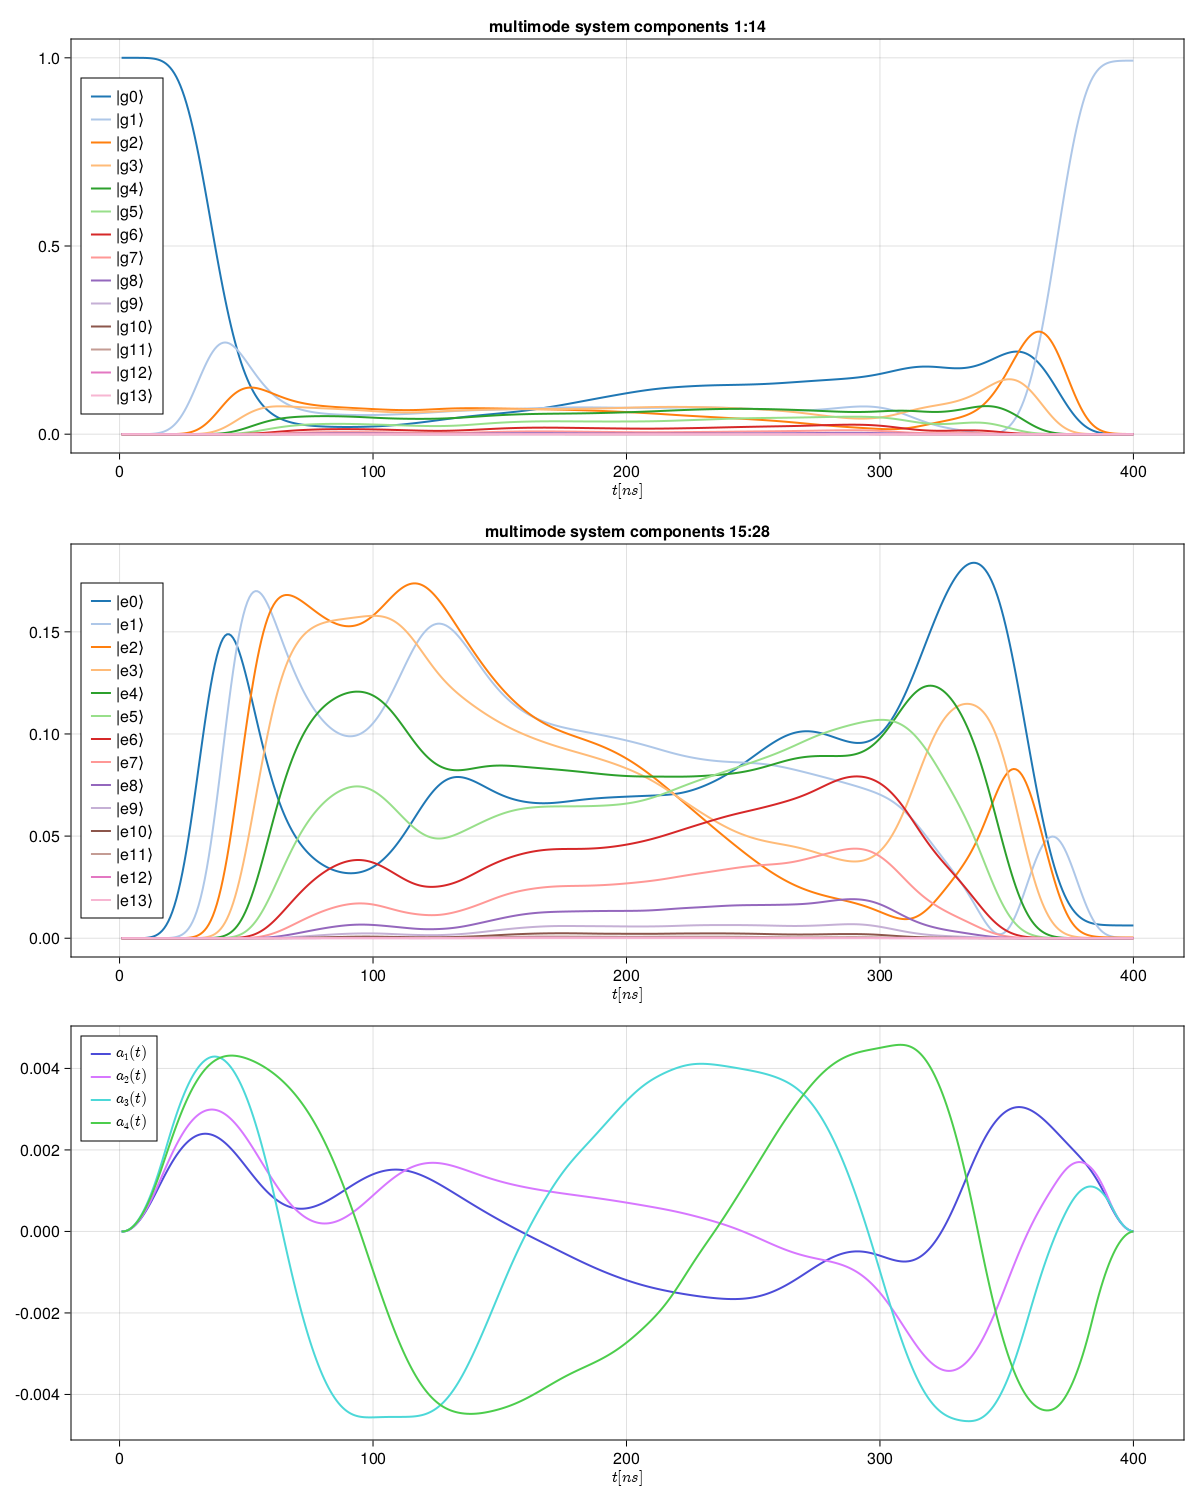 multimode system components 1:14
1.0
0.5
0.0
|g0⟩
|g1⟩
|g2⟩
|g3⟩
|g4⟩
|g5⟩
|g6⟩
|g7⟩
|g8⟩
|g9⟩
|g10⟩
|g11⟩
|g12⟩
|g13⟩
0 100 200 300 400
t[ns]
multimode system components 15:28
0.15
0.10
0.05
0.00
|e0⟩
|e1⟩
|e2⟩
|e3⟩
|e4⟩
|e5⟩
|e6⟩
|e7⟩
|e8⟩
|e9⟩
|e10⟩
|e11⟩
|e12⟩
|e13⟩
0 100 200 300 400
t[ns]
0.004
0.002
0.000
-0.002
-0.004
a₁(t)
a₂(t)
a₃(t)
a₄(t)
0 100 200 300 400
t[ns]